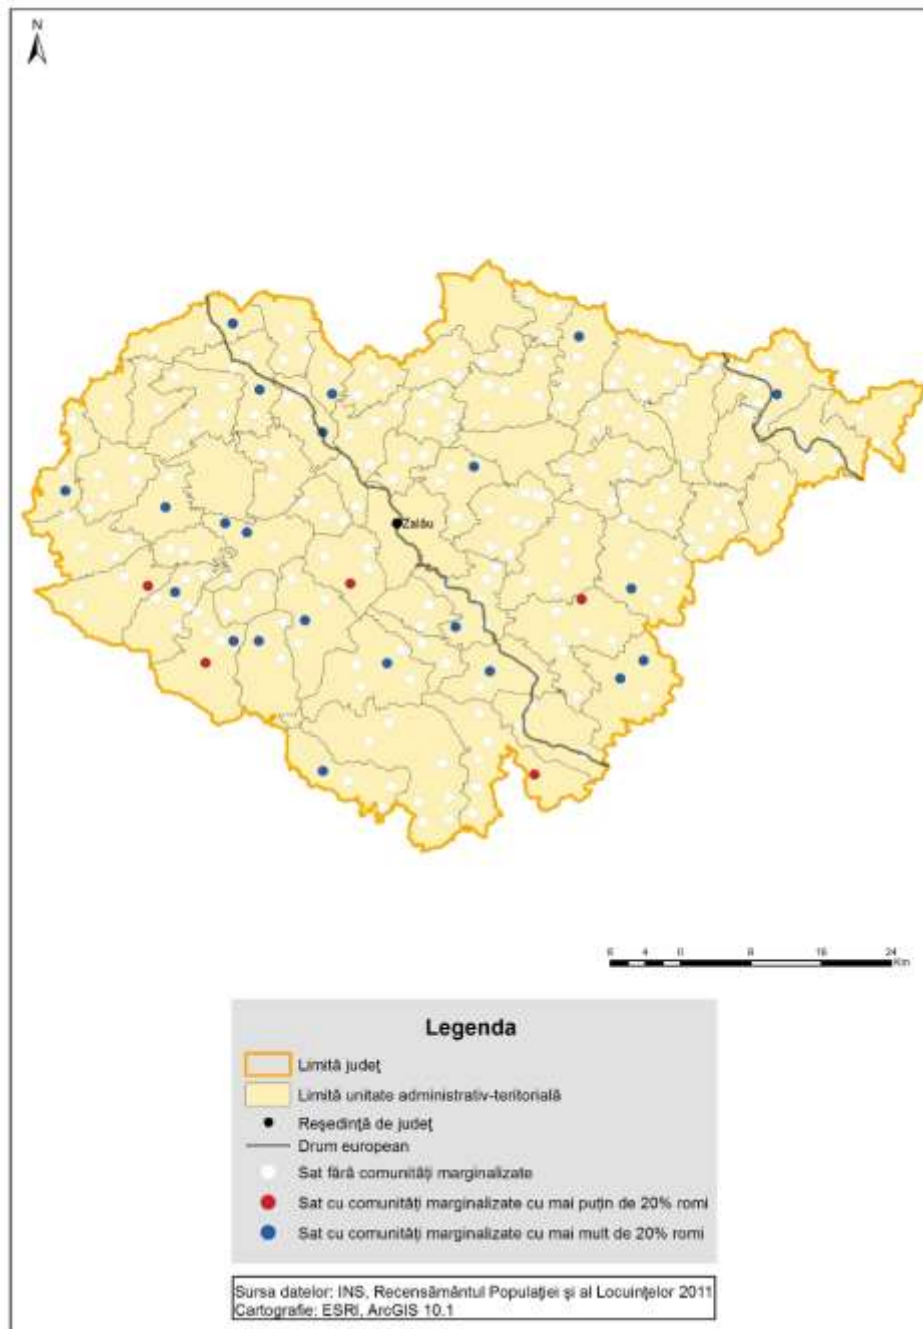 N
Zalău
8 4 0 8 16 24
Km
Legenda
Limită județ
Limită unitate administrativ-teritorială
Reședință de județ
Drum european
Sat fără comunități marginalizate
Sat cu comunități marginalizate cu mai puțin de 20% romi
Sat cu comunități marginalizate cu mai mult de 20% romi
Sursa datelor: INS, Recensământul Populației și al Locuințelor 2011
Cartografie: ESRI, ArcGIS 10.1